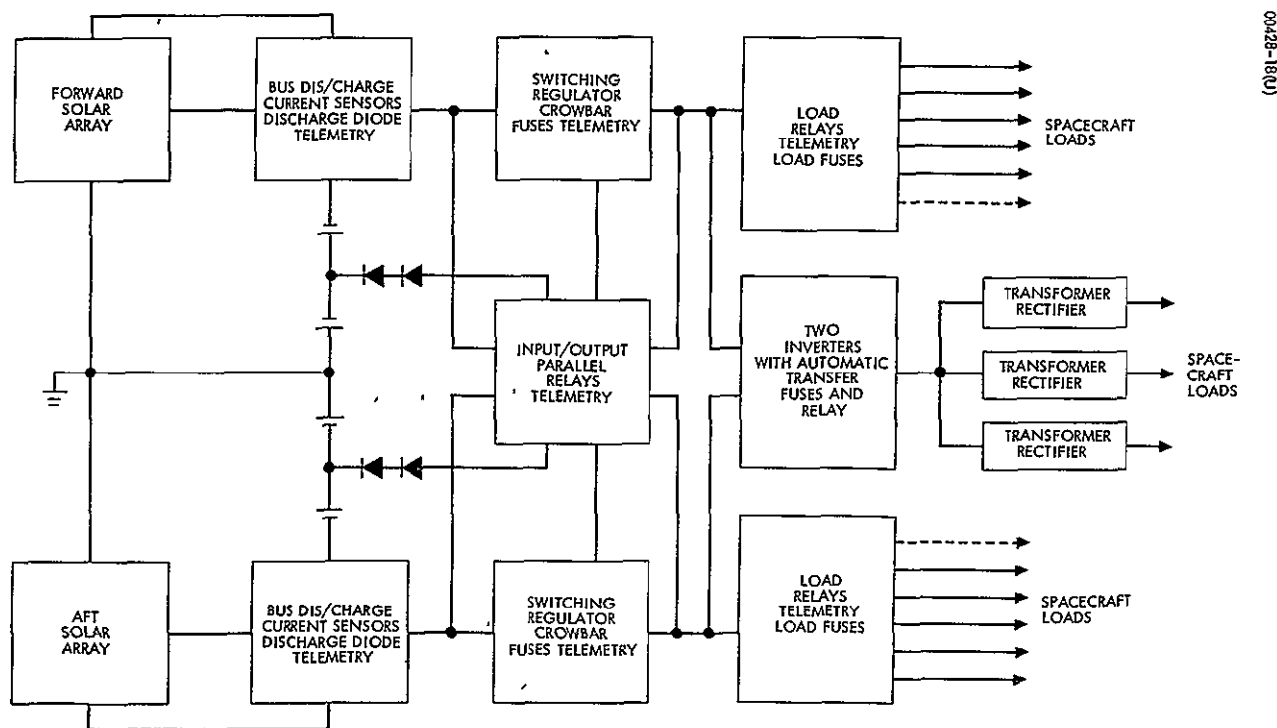 00428-18(U)
FORWARD
SOLAR
ARRAY
BUS DIS/CHARGE
CURRENT SENSORS
DISCHARGE DIODE
TELEMETRY
SWITCHING
REGULATOR
CROWBAR
FUSES TELEMETRY
LOAD
RELAYS
TELEMETRY
LOAD FUSES
SPACECRAFT
LOADS
INPUT/OUTPUT
PARALLEL
RELAYS
TELEMETRY
TWO
INVERTERS
WITH AUTOMATIC
TRANSFER
FUSES AND
RELAY
TRANSFORMER
RECTIFIER
TRANSFORMER
RECTIFIER
TRANSFORMER
RECTIFIER
SPACE-
CRAFT
LOADS
AFT
SOLAR
ARRAY
BUS DIS/CHARGE
CURRENT SENSORS
DISCHARGE DIODE
TELEMETRY
SWITCHING
REGULATOR
CROWBAR
FUSES TELEMETRY
LOAD
RELAYS
TELEMETRY
LOAD FUSES
SPACECRAFT
LOADS